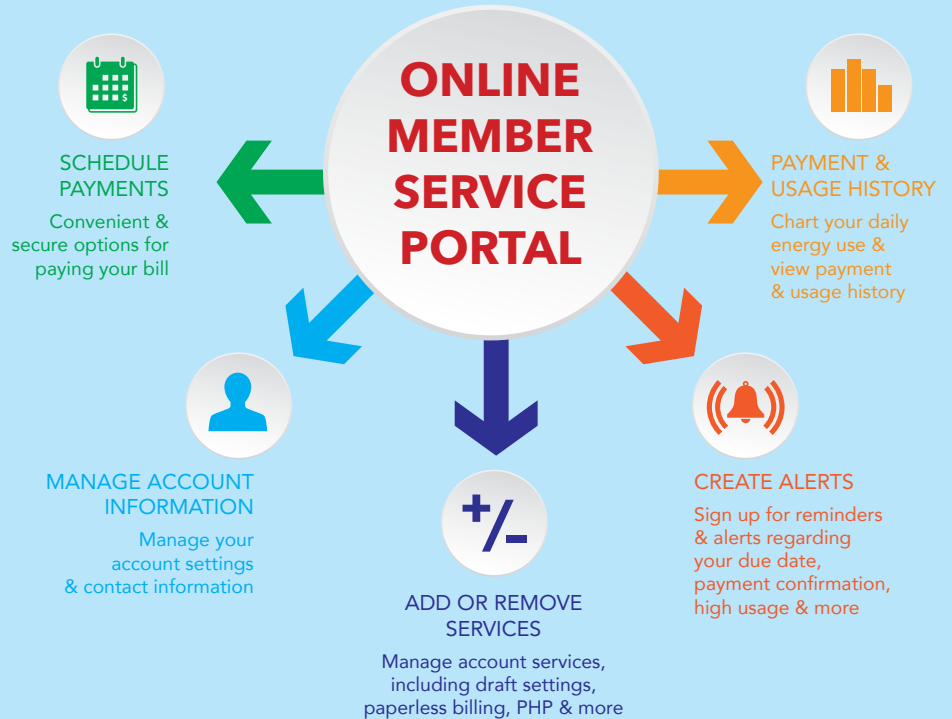 ONLINE
MEMBER
SERVICE
PORTAL
SCHEDULE
PAYMENTS
Convenient &
secure options for
paying your bill
PAYMENT &
USAGE HISTORY
Chart your daily
energy use &
view payment
& usage history
MANAGE ACCOUNT
INFORMATION
Manage your
account settings
& contact information
+/-
ADD OR REMOVE
SERVICES
Manage account services,
including draft settings,
paperless billing, PHP & more
CREATE ALERTS
Sign up for reminders
& alerts regarding
your due date,
payment confirmation,
high usage & more